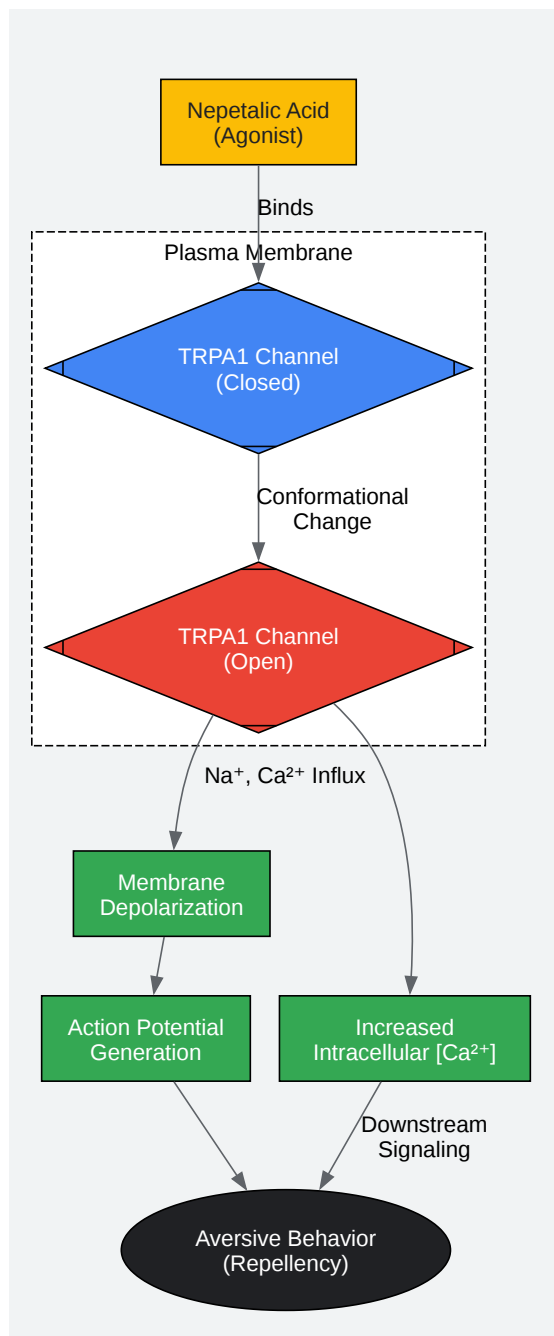 Nepetalic Acid
(Agonist)
Binds
Plasma Membrane
TRPA1 Channel
(Closed)
Conformational
Change
TRPA1 Channel
(Open)
Na⁺, Ca²⁺ Influx
Membrane
Depolarization
Action Potential
Generation
Increased
Intracellular [Ca²⁺]
Downstream
Signaling
Aversive Behavior
(Repellency)